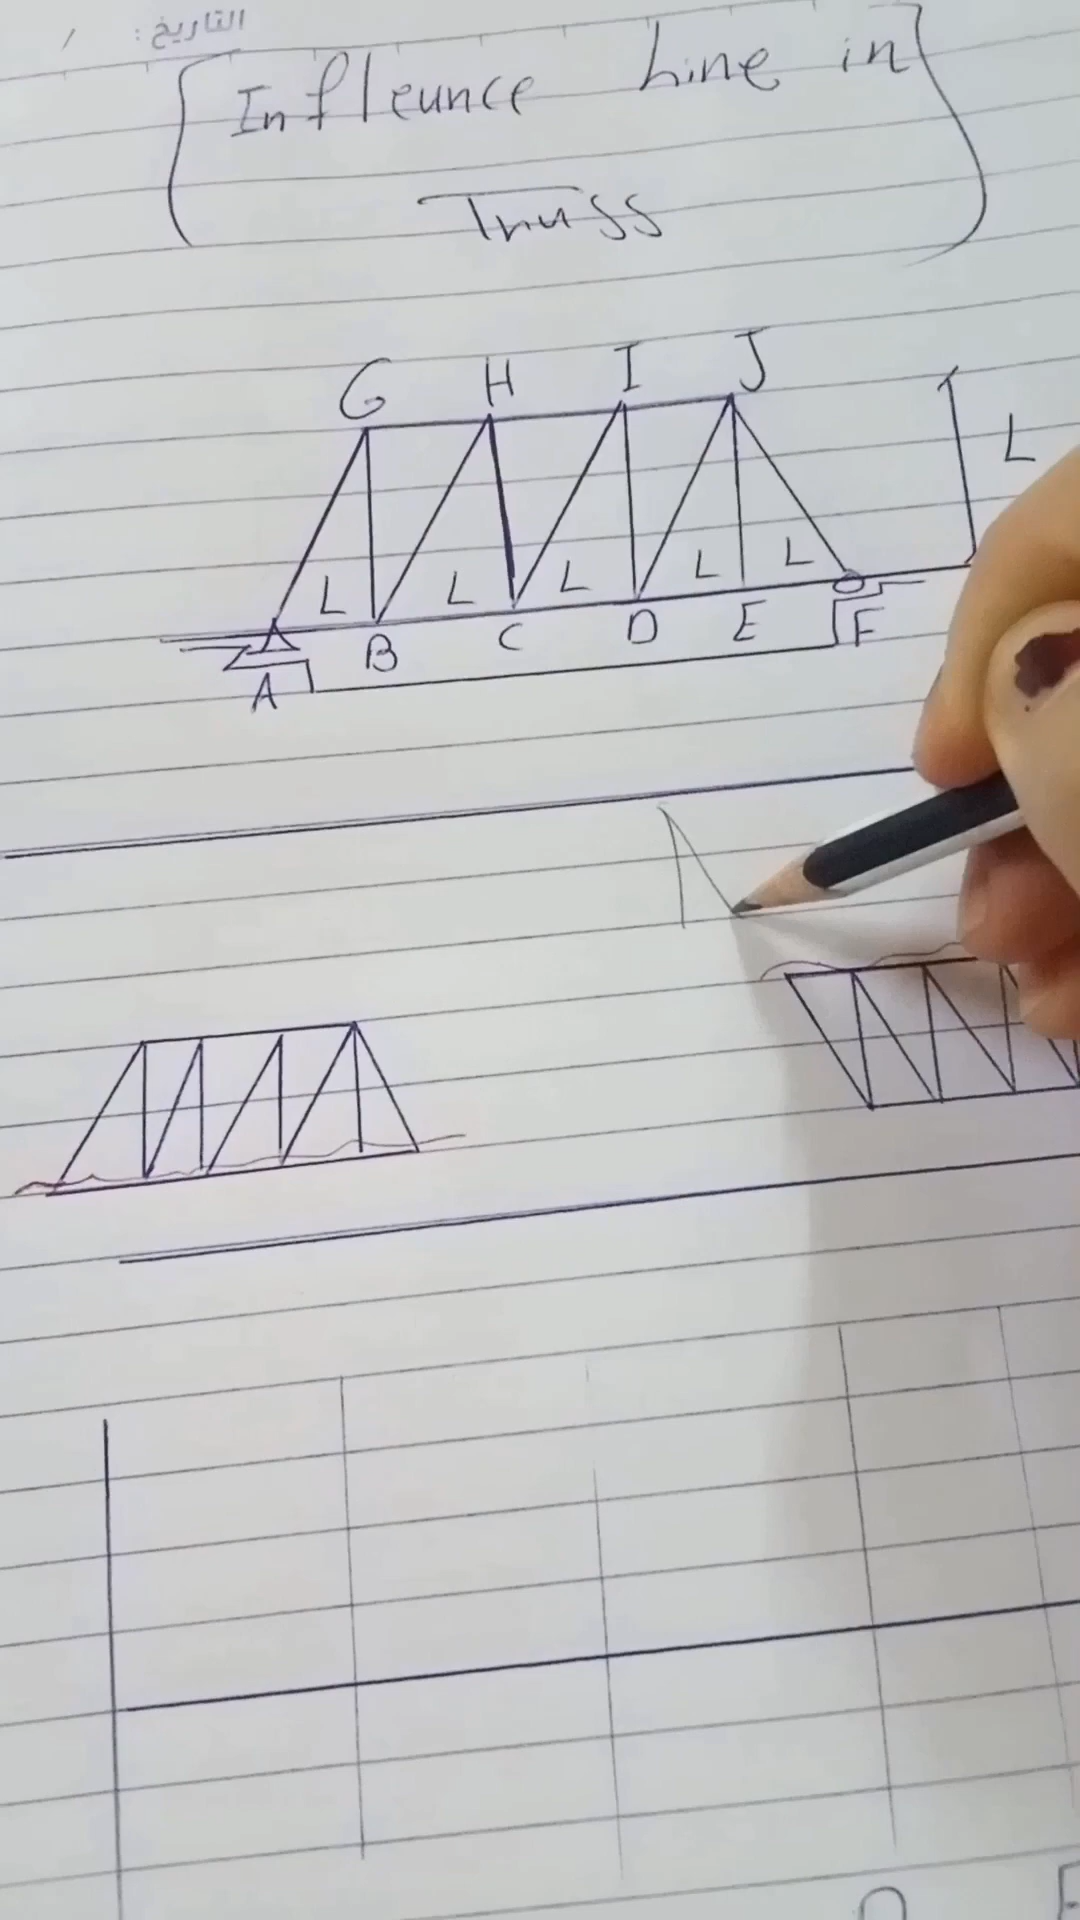 التاريخ: /
Infleunce Line in
Truss
G H I J
L
L L L L L
A B C D E F